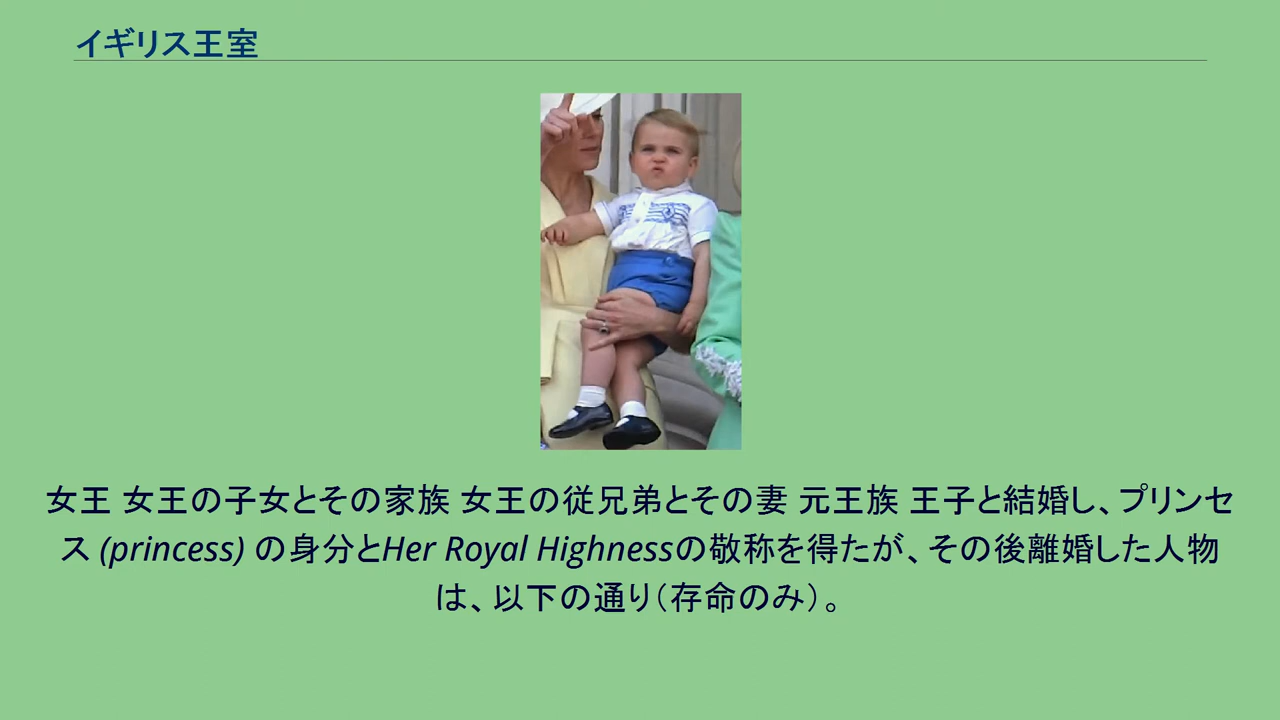 イギリス王室
女王 女王の子女とその家族 女王の従兄弟とその妻 元王族 王子と結婚し、プリンセ
ス (princess) の身分とHer Royal Highnessの敬称を得たが、その後離婚した人物
は、以下の通り（存命のみ）。